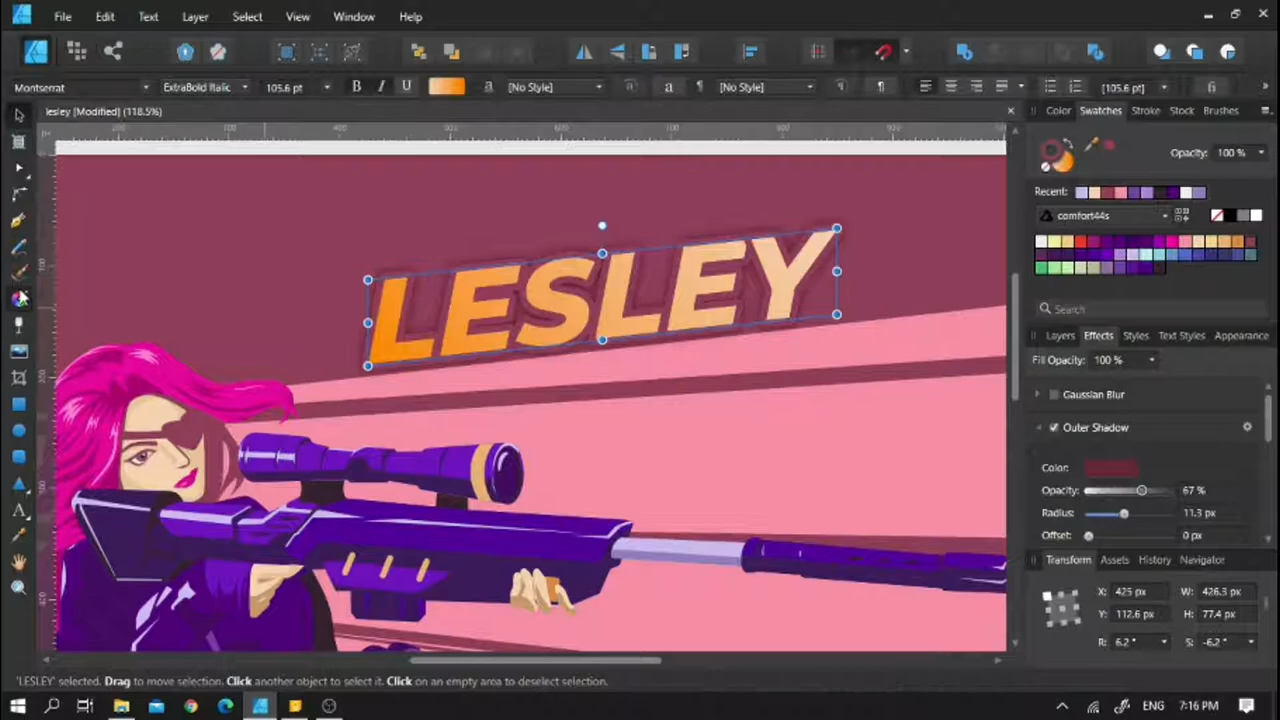 File Edit Text Layer Select View Window Help
Montserrat ExtraBold Italic 105.6 pt B I U a [No Style] a [No Style] [105.6 pt]
lesley [Modified] (118.5%)
Color Swatches Stroke Stock Brushes
Opacity: 100 %
Recent:
comfort44s
Search
Layers Effects Styles Text Styles Appearance
Fill Opacity: 100 %
Gaussian Blur
Outer Shadow
Color:
Opacity: 67 %
Radius: 11.3 px
Offset: 0 px
Transform Assets History Navigator
X: 425 px W: 426.3 px
Y: 112.6 px H: 77.4 px
R: 6.2 ° S: -6.2 °
LESLEY
'LESLEY' selected. Drag to move selection. Click another object to select it. Click on an empty area to deselect selection.
ENG 7:16 PM